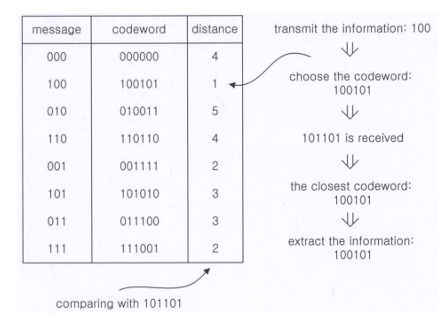 message codeword distance
000 000000 4
100 100101 1
010 010011 5
110 110110 4
001 001111 2
101 101010 3
011 011100 3
111 111001 2
comparing with 101101
transmit the information: 100
choose the codeword:
100101
101101 is received
the closest codeword:
100101
extract the information:
100101